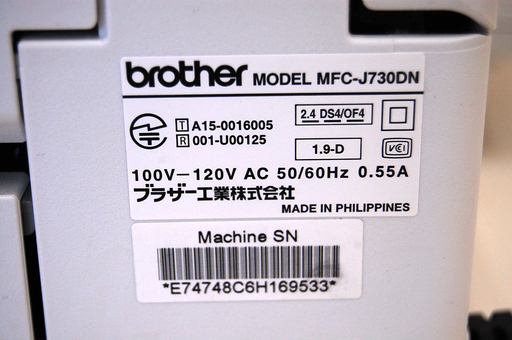 brother MODEL MFC-J730DN
T A15-0016005
R 001-U00125
2.4 DS4/OF4
1.9-D
VCI
100V－120V AC 50/60Hz 0.55A
ブラザー工業株式会社
MADE IN PHILIPPINES
Machine SN
*E74748C6H169533*